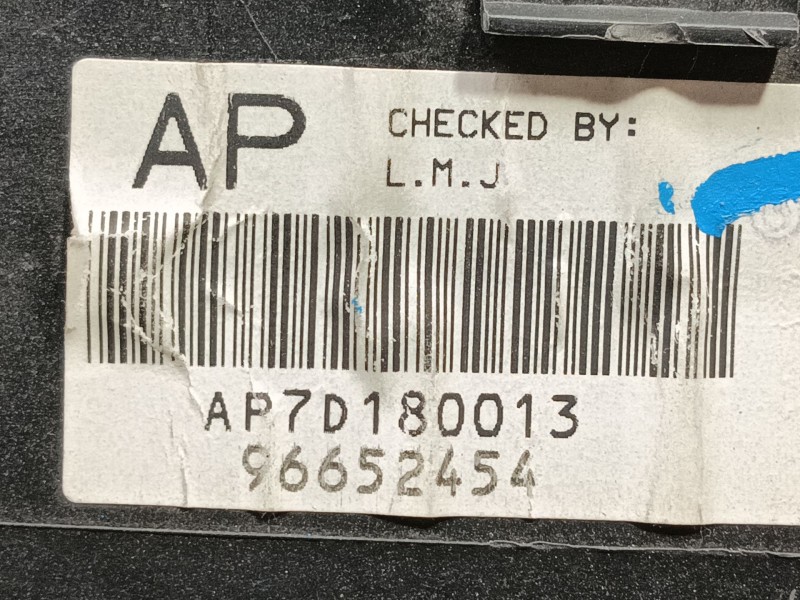 AP
CHECKED BY:
L.M.J
AP7D180013
96652454